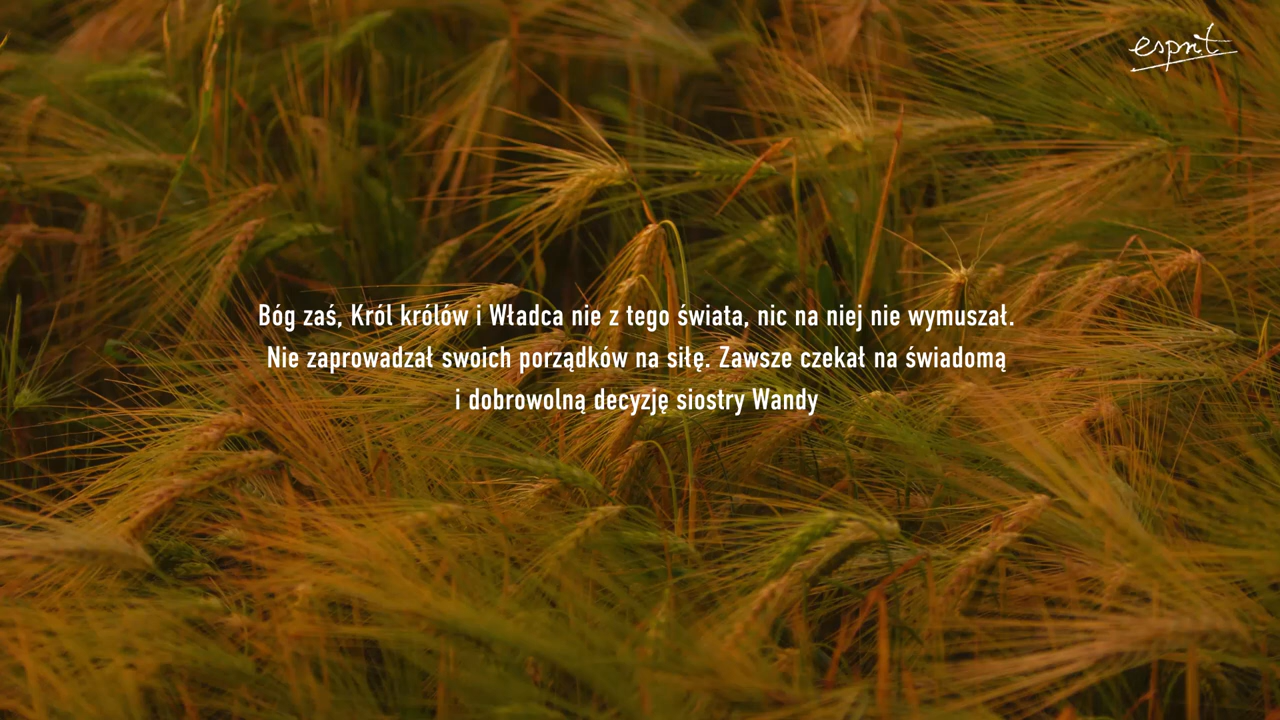 esprit
Bóg zaś, Król królów i Władca nie z tego świata, nic na niej nie wymuszał.
Nie zaprowadzał swoich porządków na siłę. Zawsze czekał na świadomą
i dobrowolną decyzję siostry Wandy